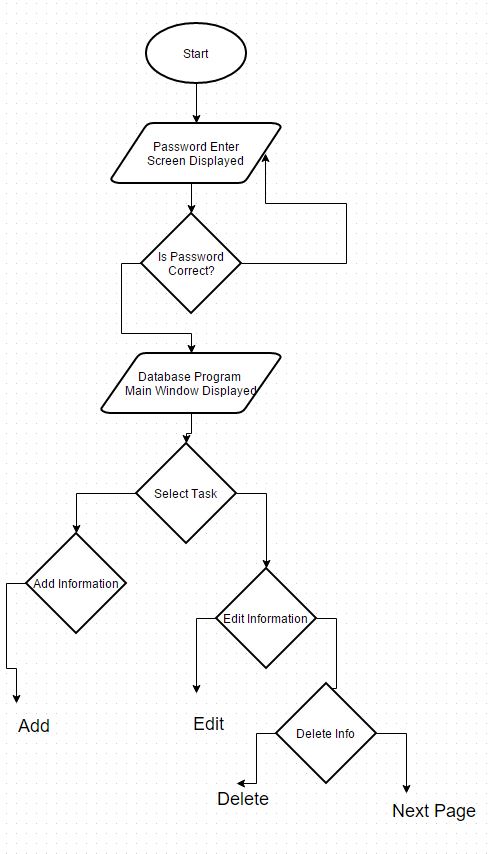 Start
Password Enter
Screen Displayed
Is Password
Correct?
Database Program
Main Window Displayed
Select Task
Add Information
Edit Information
Add
Edit
Delete Info
Delete
Next Page